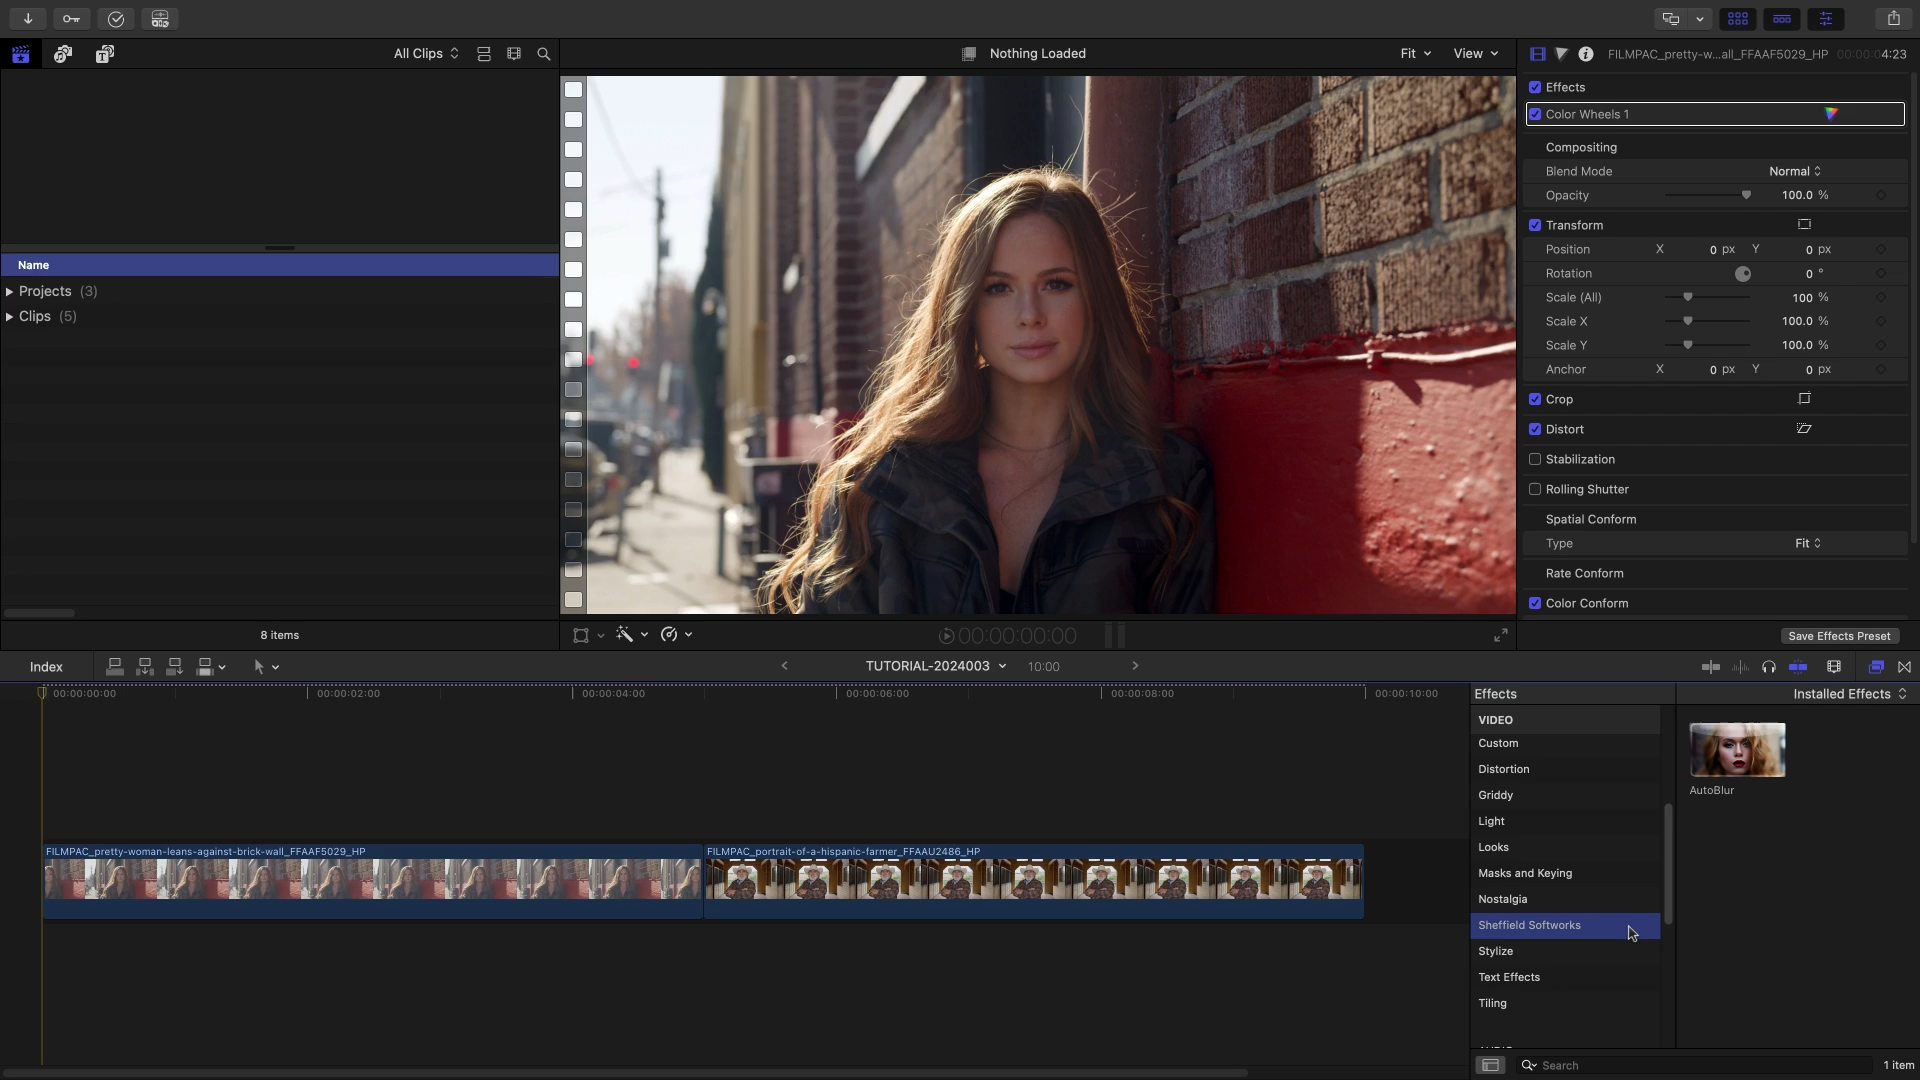 All Clips
Nothing Loaded
Fit
View
FILMPAC_pretty-w...all_FFAAF5029_HP
00:00:04:23
Effects
Color Wheels 1
Compositing
Blend Mode
Normal
Opacity
100.0 %
Transform
Position
X
0 px
Y
0 px
Rotation
0 °
Scale (All)
100 %
Scale X
100.0 %
Scale Y
100.0 %
Anchor
X
0 px
Y
0 px
Crop
Distort
Stabilization
Rolling Shutter
Spatial Conform
Type
Fit
Rate Conform
Color Conform
Save Effects Preset
Name
Projects (3)
Clips (5)
8 items
00:00:00:00
Index
TUTORIAL-2024003
10:00
00:00:00:00
00:00:02:00
00:00:04:00
00:00:06:00
00:00:08:00
00:00:10:00
FILMPAC_pretty-woman-leans-against-brick-wall_FFAAF5029_HP
FILMPAC_portrait-of-a-hispanic-farmer_FFAAU2486_HP
Effects
Installed Effects
VIDEO
Custom
Distortion
Griddy
Light
Looks
Masks and Keying
Nostalgia
Sheffield Softworks
Stylize
Text Effects
Tiling
AutoBlur
Search
1 item